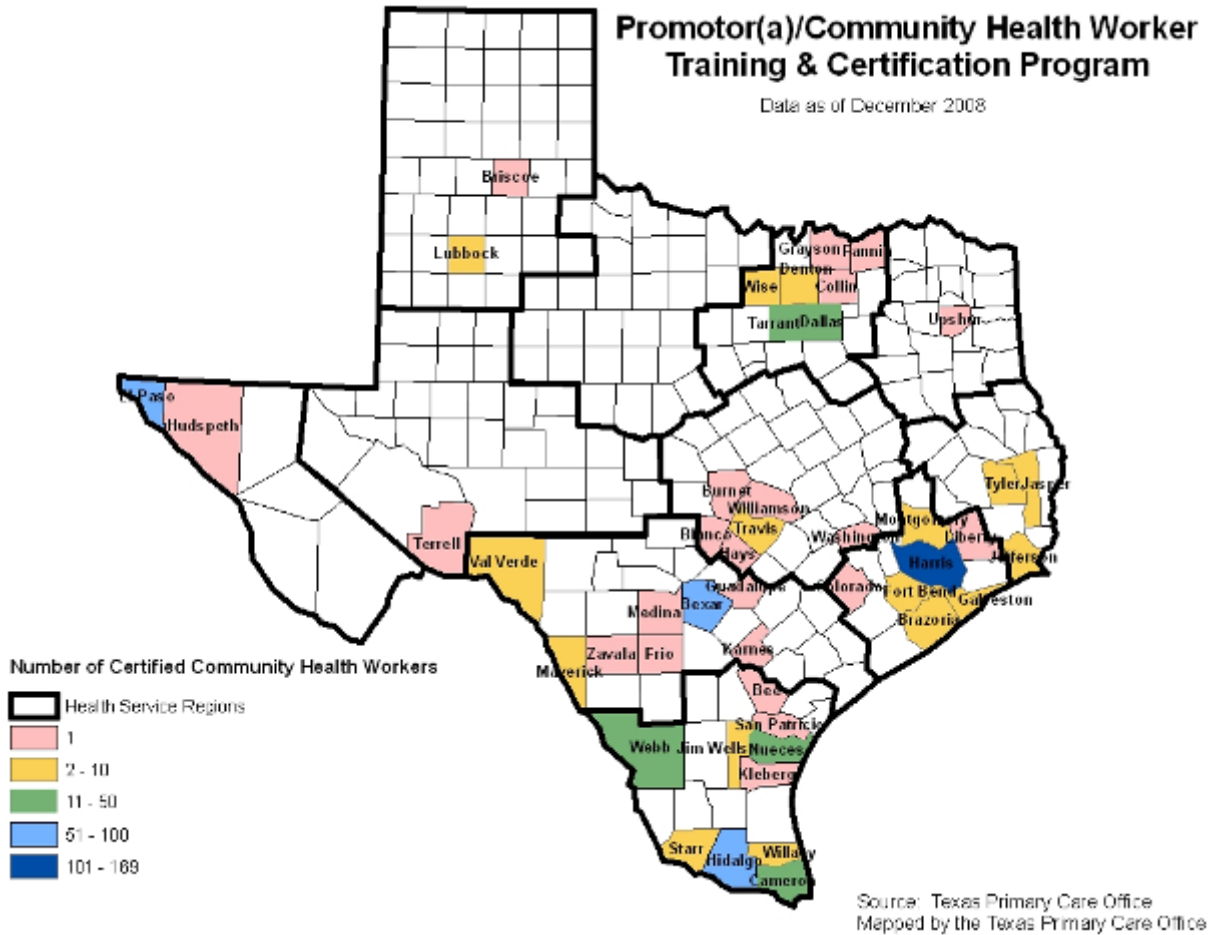 Promotor(a)/Community Health Worker
Training & Certification Program
Data as of December 2008
Briscoe
Lubbock
Grayson
Fannin
Denton
Wise
Collin
Tarrant
Dallas
Upshur
El Paso
Hudspeth
Tyler
Jasper
Burnet
Williamson
Montgomery
Travis
Blanco
Washington
Liberty
Hays
Terrell
Jefferson
Val Verde
Harris
Guadalupe
Colorado
Fort Bend
Galveston
Bexar
Medina
Brazoria
Karnes
Zavala
Frio
Maverick
Bee
San Patricio
Webb
Jim Wells
Nueces
Kleberg
Starr
Willacy
Hidalgo
Cameron
Number of Certified Community Health Workers
Health Service Regions
1
2 - 10
11 - 50
51 - 100
101 - 169
Source: Texas Primary Care Office
Mapped by the Texas Primary Care Office